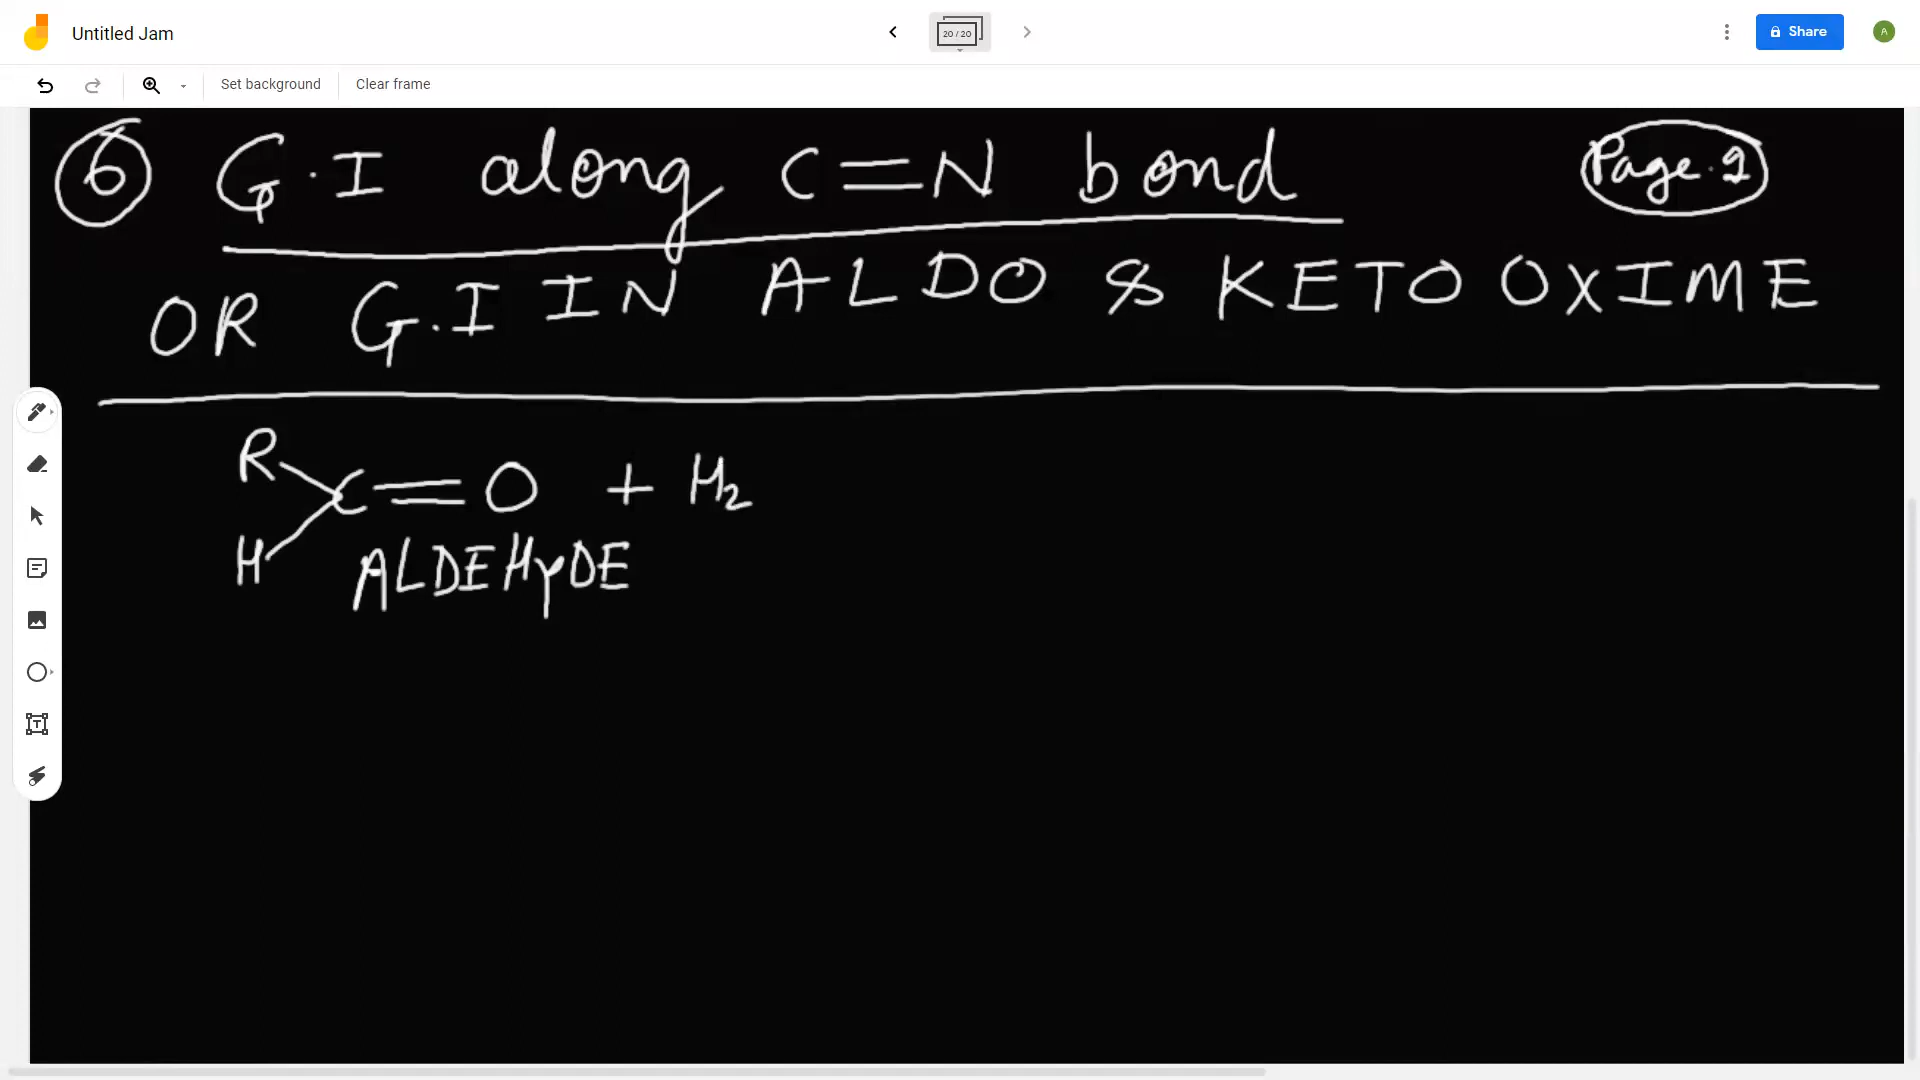 Untitled Jam
20 / 20
Share
A
Set background
Clear frame
6 G.I along C=N bond
Page.9
OR G.I IN ALDO & KETO OXIME
R
C=O + H2
H
ALDEHYDE